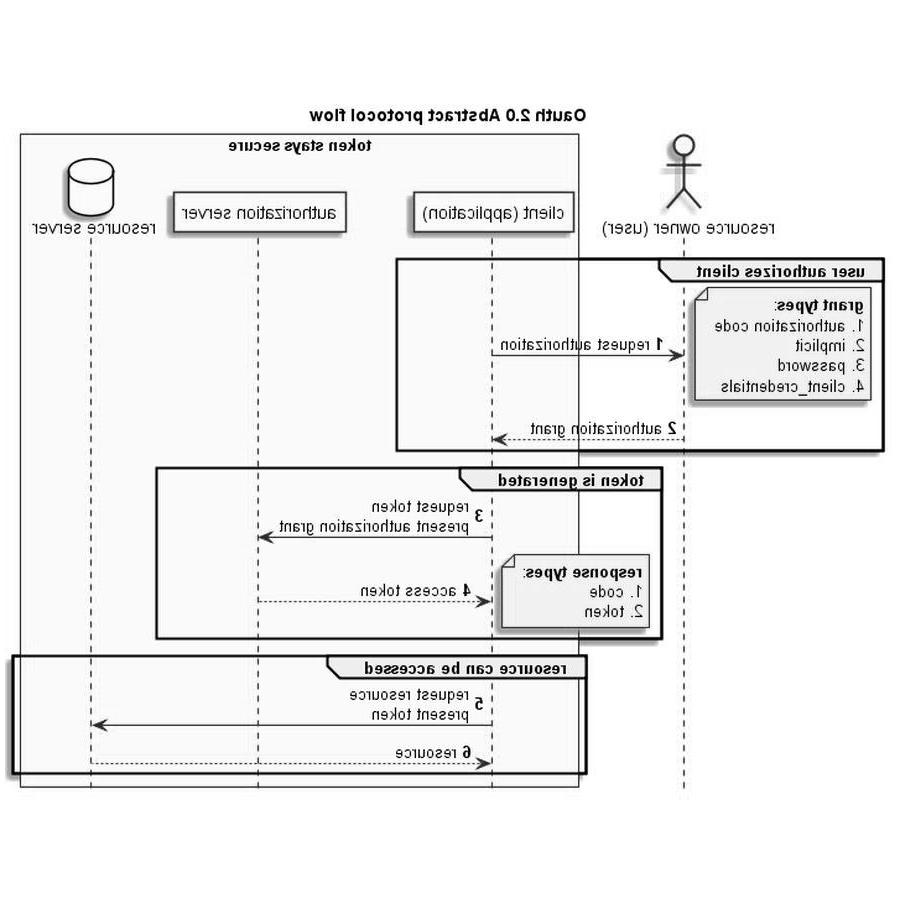 Oauth 2.0 Abstract protocol flow
token stays secure
resource owner (user)
client (application)
authorization server
resource server
user authorizes client
grant types:
1. authorization code
2. implicit
3. password
4. client_credentials
1 request authorization
2 authorization grant
token is generated
3 request token
present authorization grant
response types:
1. code
2. token
4 access token
resource can be accessed
5 request resource
present token
6 resource